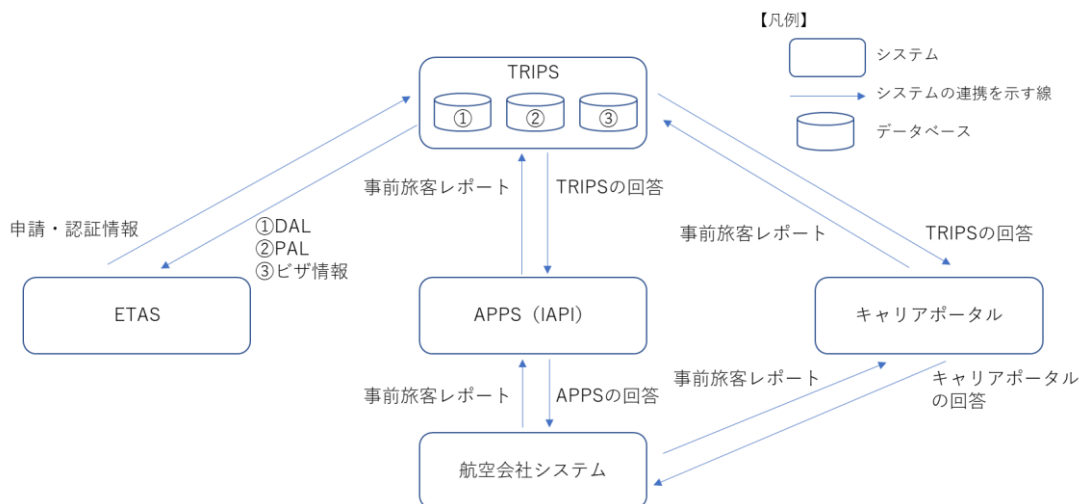 【凡例】
システム
システムの連携を示す線
データベース
TRIPS
① ② ③
事前旅客レポート
TRIPSの回答
申請・認証情報
①DAL
②PAL
③ビザ情報
事前旅客レポート
TRIPSの回答
ETAS
APPS（IAPI）
キャリアポータル
事前旅客レポート
APPSの回答
事前旅客レポート
キャリアポータル
の回答
航空会社システム